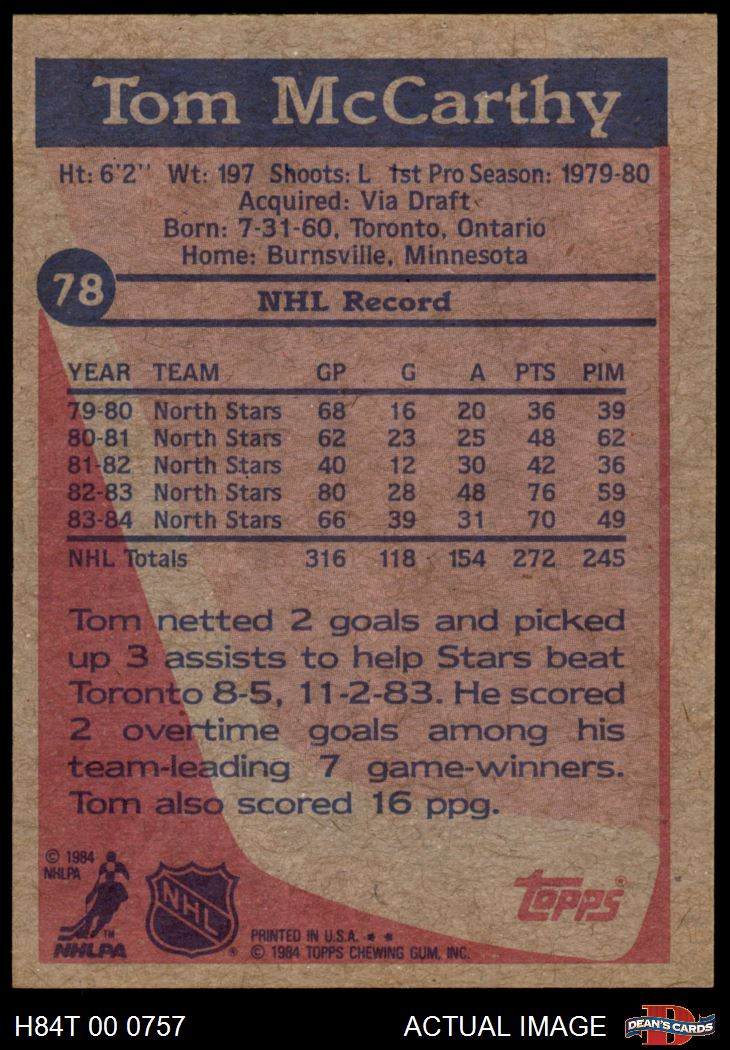 Tom McCarthy
Ht: 6'2" Wt: 197 Shoots: L 1st Pro Season: 1979-80
Acquired: Via Draft
Born: 7-31-60, Toronto, Ontario
Home: Burnsville, Minnesota
78
NHL Record
YEAR TEAM GP G A PTS PIM
79-80 North Stars 68 16 20 36 39
80-81 North Stars 62 23 25 48 62
81-82 North Stars 40 12 30 42 36
82-83 North Stars 80 28 48 76 59
83-84 North Stars 66 39 31 70 49
NHL Totals 316 118 154 272 245
Tom netted 2 goals and picked
up 3 assists to help Stars beat
Toronto 8-5, 11-2-83. He scored
2 overtime goals among his
team-leading 7 game-winners.
Tom also scored 16 ppg.
© 1984
NHLPA
TM
NHLPA
NHL
®
topps®
PRINTED IN U.S.A. * *
© 1984 TOPPS CHEWING GUM, INC.
H84T 00 0757 ACTUAL IMAGE
D
DEAN'S CARDS